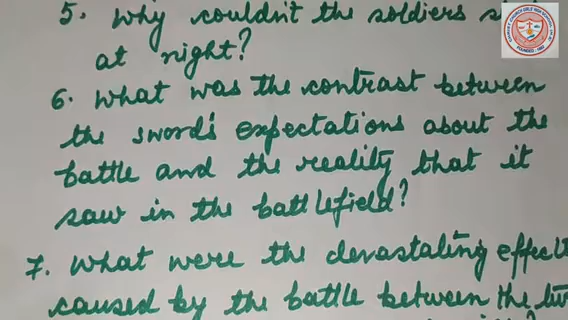 5. Why couldn't the soldiers
at night?
6. What was the contrast between
the sword's expectations about the
battle and the reality that it
saw in the battlefield?
7. What were the devastating effect
caused by the battle between the